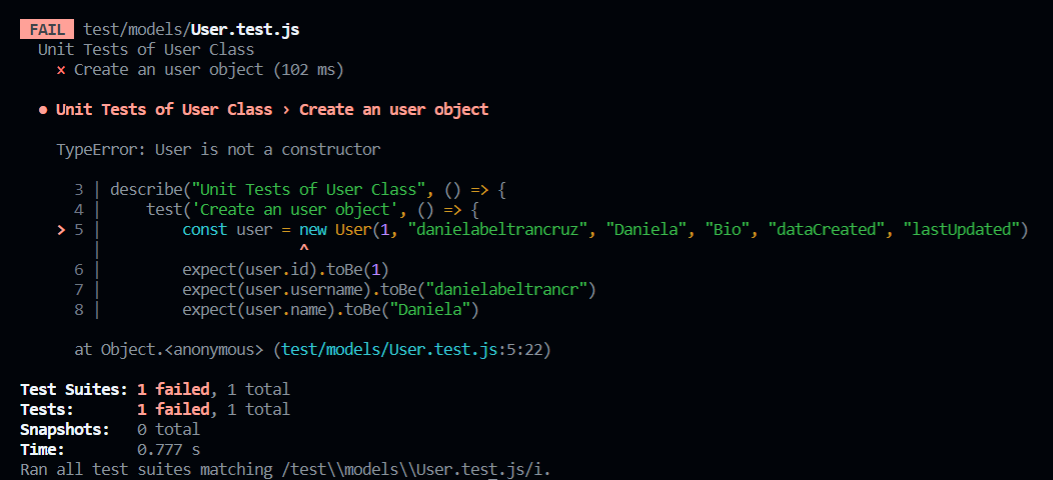 FAIL test/models/User.test.js
Unit Tests of User Class
× Create an user object (102 ms)
● Unit Tests of User Class › Create an user object
TypeError: User is not a constructor
3 | describe("Unit Tests of User Class", () => {
4 |     test('Create an user object', () => {
> 5 |         const user = new User(1, "danielabeltrancruz", "Daniela", "Bio", "dataCreated", "lastUpdated")
|                      ^
6 |         expect(user.id).toBe(1)
7 |         expect(user.username).toBe("danielabeltrancr")
8 |         expect(user.name).toBe("Daniela")
at Object.<anonymous> (test/models/User.test.js:5:22)
Test Suites: 1 failed, 1 total
Tests:       1 failed, 1 total
Snapshots:   0 total
Time:        0.777 s
Ran all test suites matching /test\\models\\User.test.js/i.